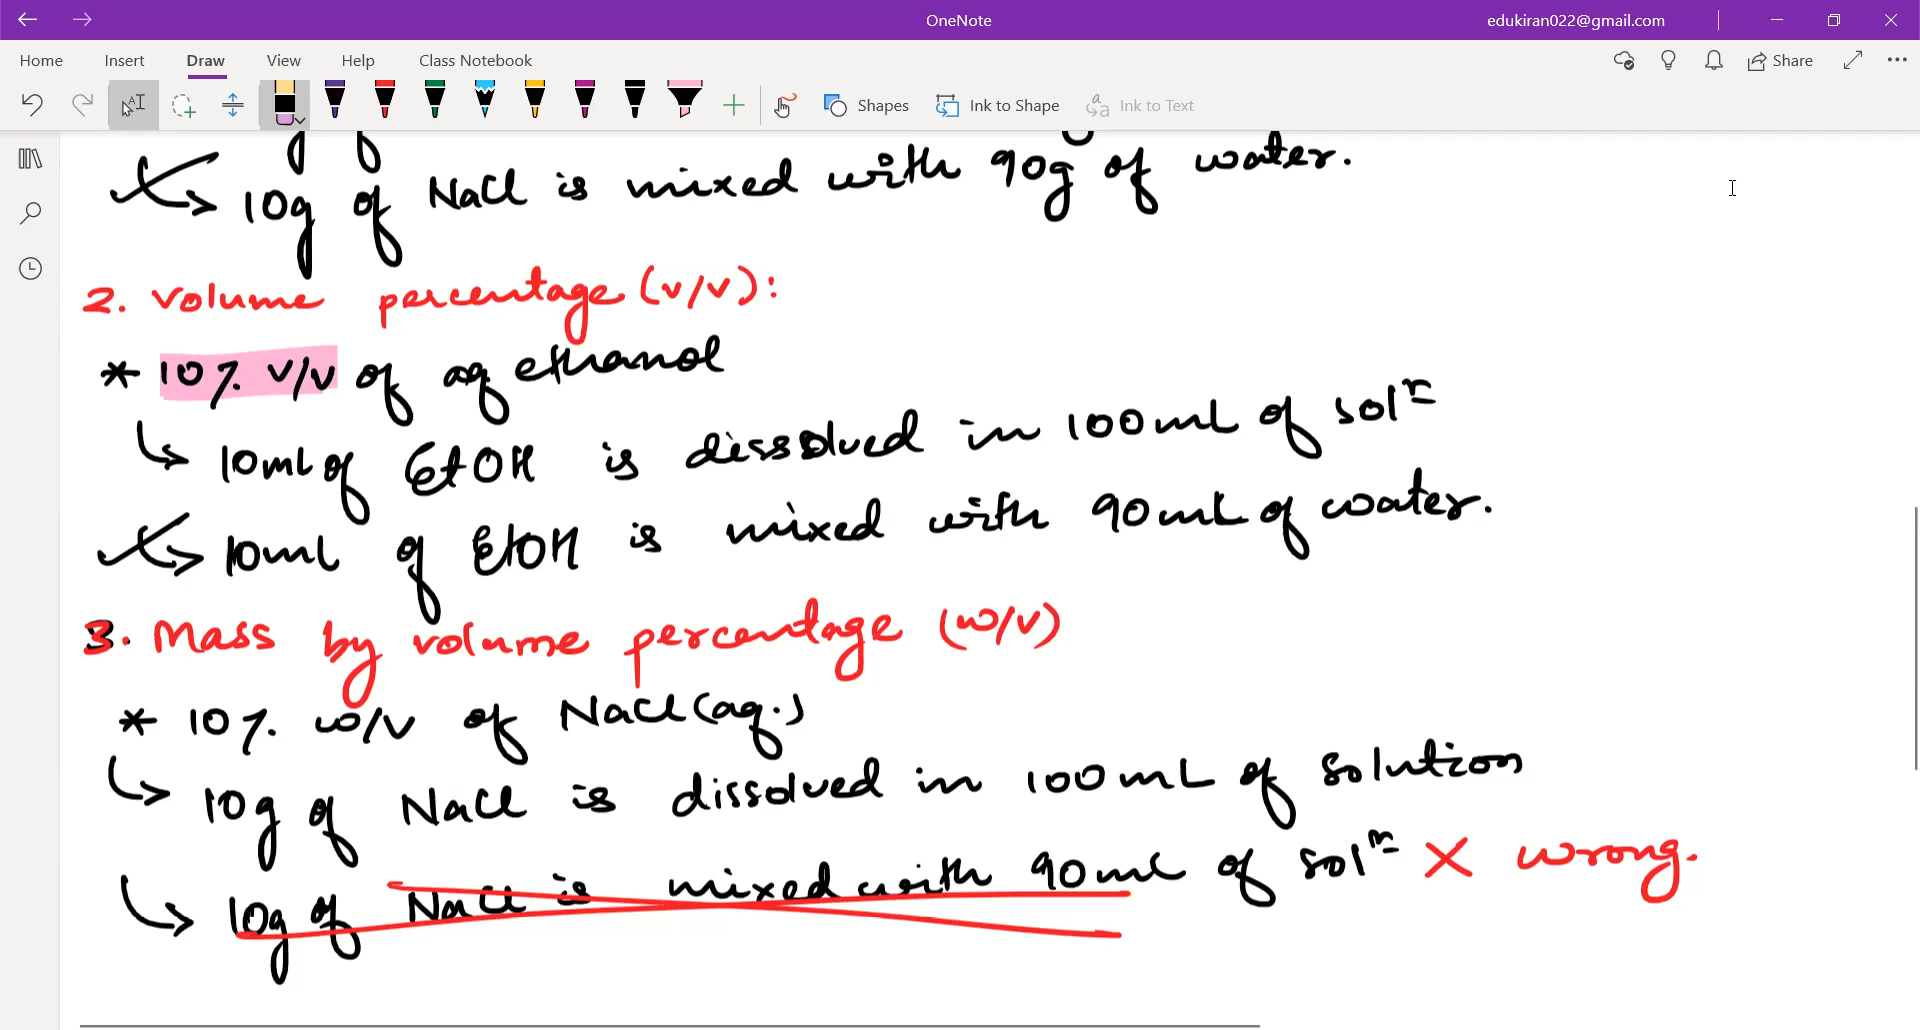 OneNote
edukiran022@gmail.com
Home Insert Draw View Help Class Notebook
Share
Shapes Ink to Shape Ink to Text
10g of NaCl is mixed with 90g of water.
2. Volume percentage (v/v):
* 10% v/v of aq ethanol
10ml of EtOH is disssolved in 100mL of solⁿ
10mL of EtOH is mixed with 90mL of water.
3. Mass by volume percentage (w/v)
* 10% w/v of NaCl(aq.)
10g of NaCl is dissolved in 100mL of solution
10g of NaCl is mixed with 90mL of solⁿ X wrong.